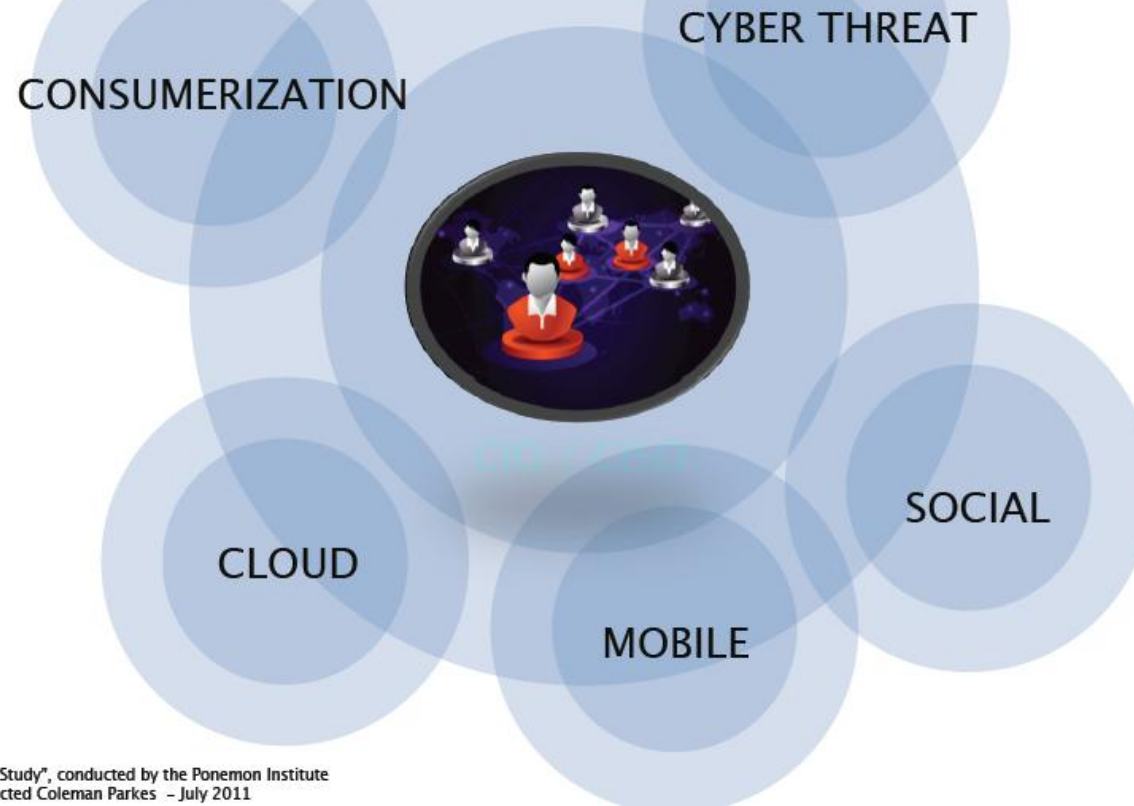 CYBER THREAT
CONSUMERIZATION
SOCIAL
CLOUD
MOBILE
Study", conducted by the Ponemon Institute
cted Coleman Parkes – July 2011